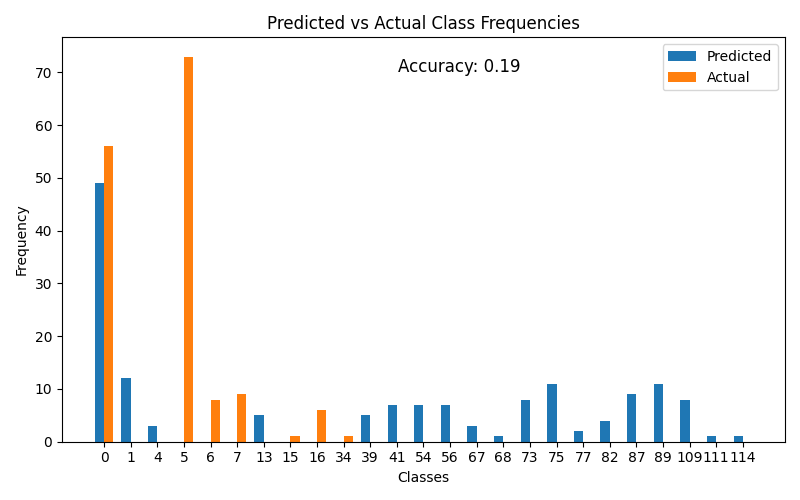 Predicted vs Actual Class Frequencies
Accuracy: 0.19
Predicted
Actual
Frequency
70
60
50
40
30
20
10
0
0 1 4 5 6 7 13 15 16 34 39 41 54 56 67 68 73 75 77 82 87 89 109 111 114
Classes